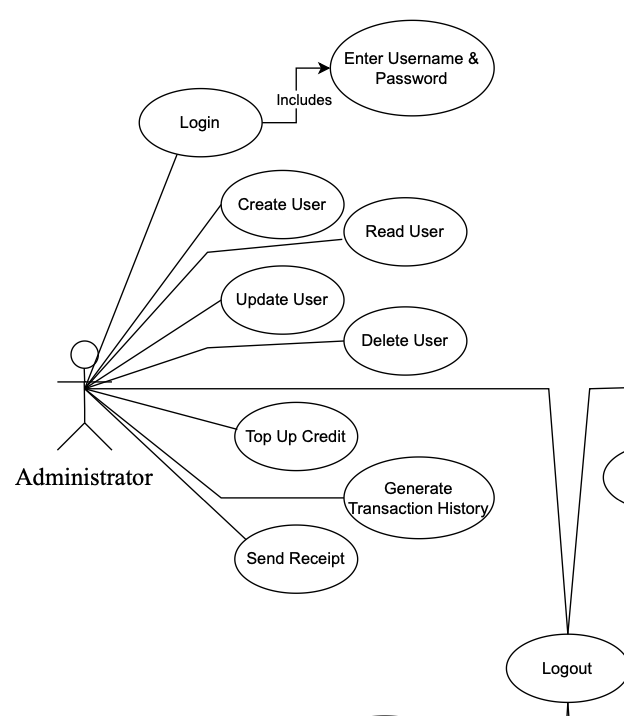 Enter Username &
Password
Includes
Login
Create User
Read User
Update User
Delete User
Top Up Credit
Administrator
Generate
Transaction History
Send Receipt
Logout